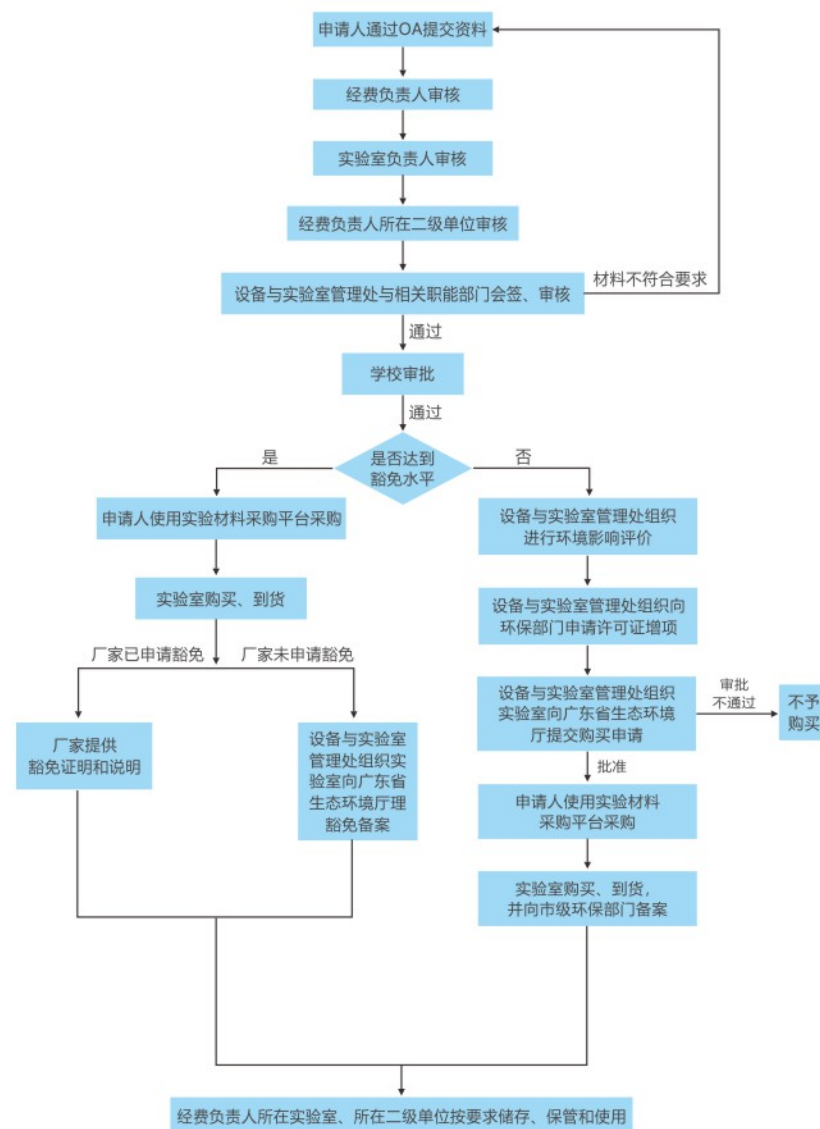 申请人通过OA提交资料
经费负责人审核
实验室负责人审核
经费负责人所在二级单位审核
设备与实验室管理处与相关职能部门会签、审核
材料不符合要求
通过
学校审批
通过
是否达到
豁免水平
是
否
申请人使用实验材料采购平台采购
实验室购买、到货
厂家已申请豁免
厂家未申请豁免
厂家提供
豁免证明和说明
设备与实验室
管理处组织实
验室向广东省
生态环境厅理
豁免备案
设备与实验室管理处组织
进行环境影响评价
设备与实验室管理处组织向
环保部门申请许可证增项
设备与实验室管理处组织
实验室向广东省生态环境
厅提交购买申请
审批
不通过
不予
购买
批准
申请人使用实验材料
采购平台采购
实验室购买、到货，
并向市级环保部门备案
经费负责人所在实验室、所在二级单位按要求储存、保管和使用